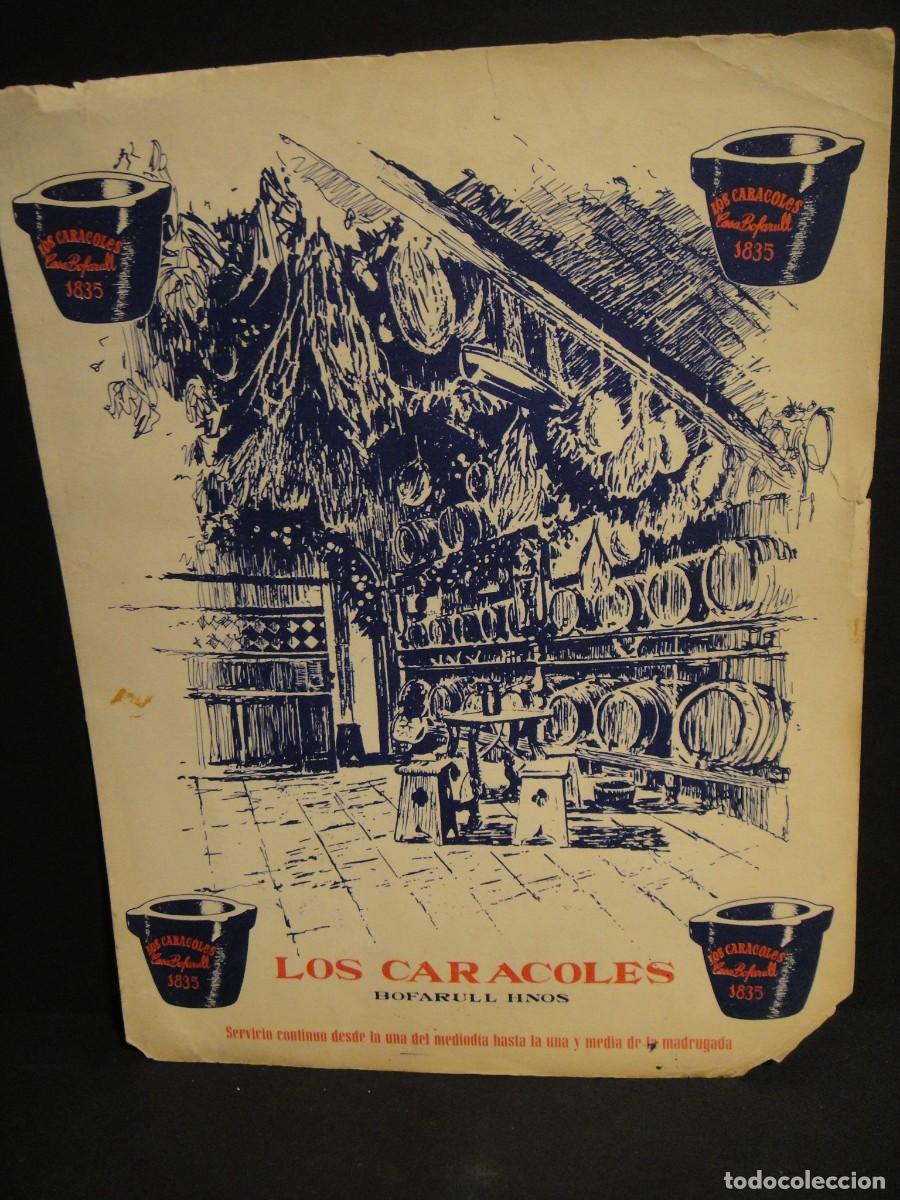 LOS CARACOLES
Casa Bofarull
1835
LOS CARACOLES
Casa Bofarull
1835
LOS CARACOLES
Casa Bofarull
1835
LOS CARACOLES
Casa Bofarull
1835
LOS CARACOLES
BOFARULL HNOS
Servicio continuo desde la una del mediodía hasta la una y media de la madrugada
todocoleccion